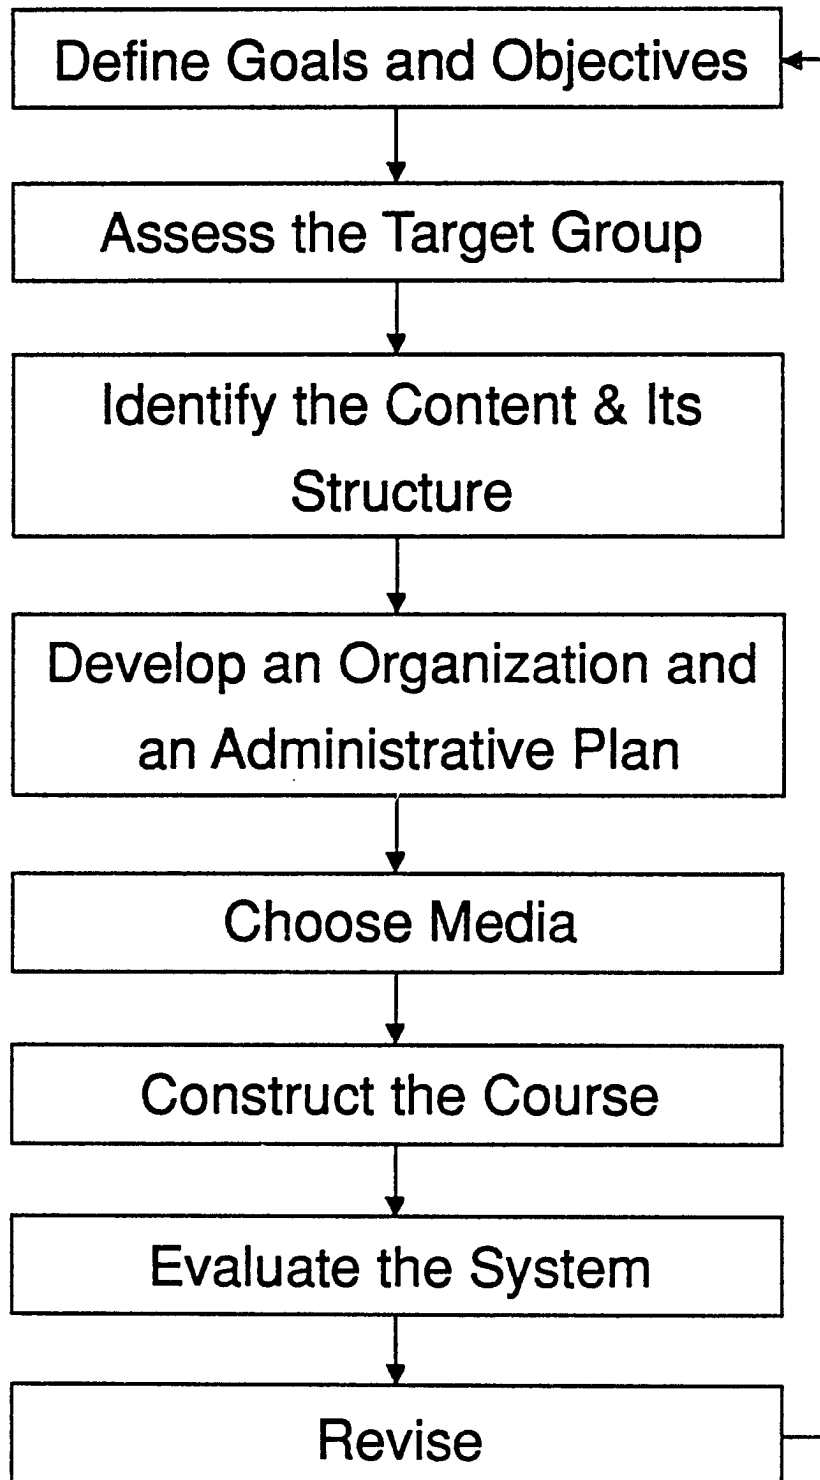 Define Goals and Objectives
Assess the Target Group
Identify the Content & Its
Structure
Develop an Organization and
an Administrative Plan
Choose Media
Construct the Course
Evaluate the System
Revise